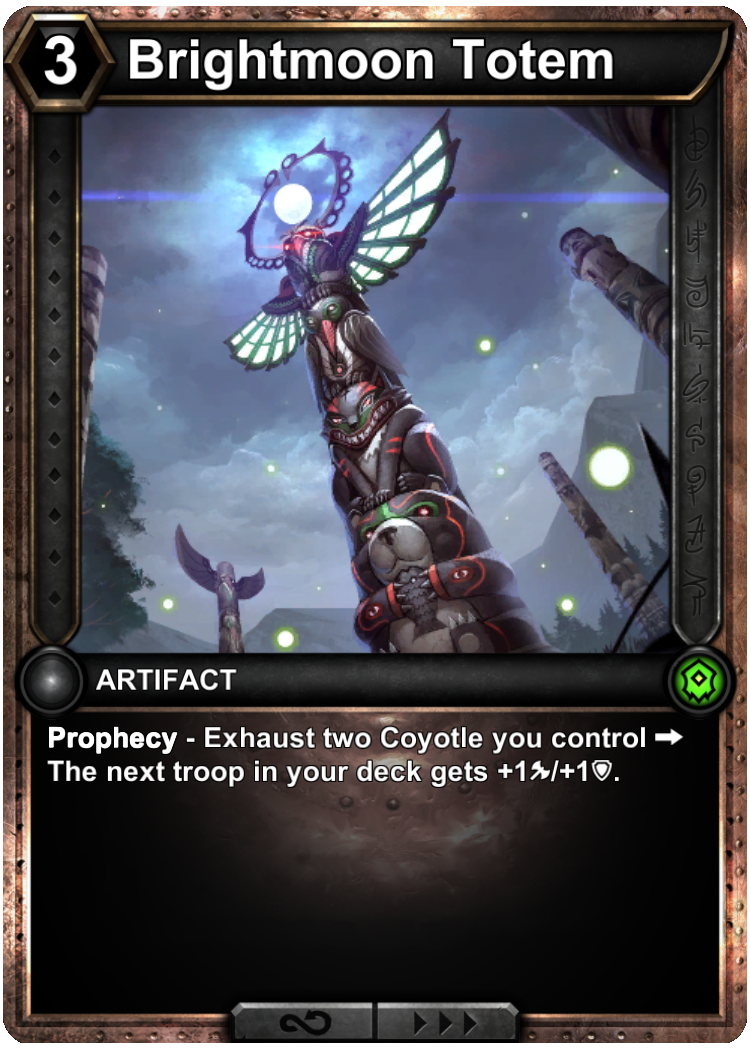 3 Brightmoon Totem
ARTIFACT
Prophecy - Exhaust two Coyotle you control ➡
The next troop in your deck gets +1/+1.